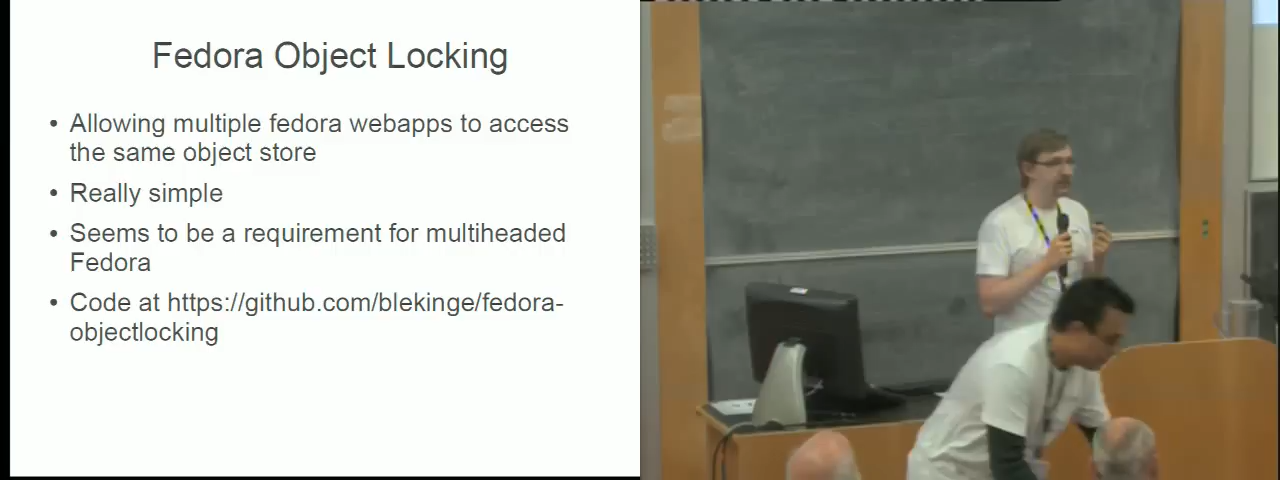 Fedora Object Locking
• Allowing multiple fedora webapps to access
the same object store
• Really simple
• Seems to be a requirement for multiheaded
Fedora
• Code at https://github.com/blekinge/fedora-
objectlocking